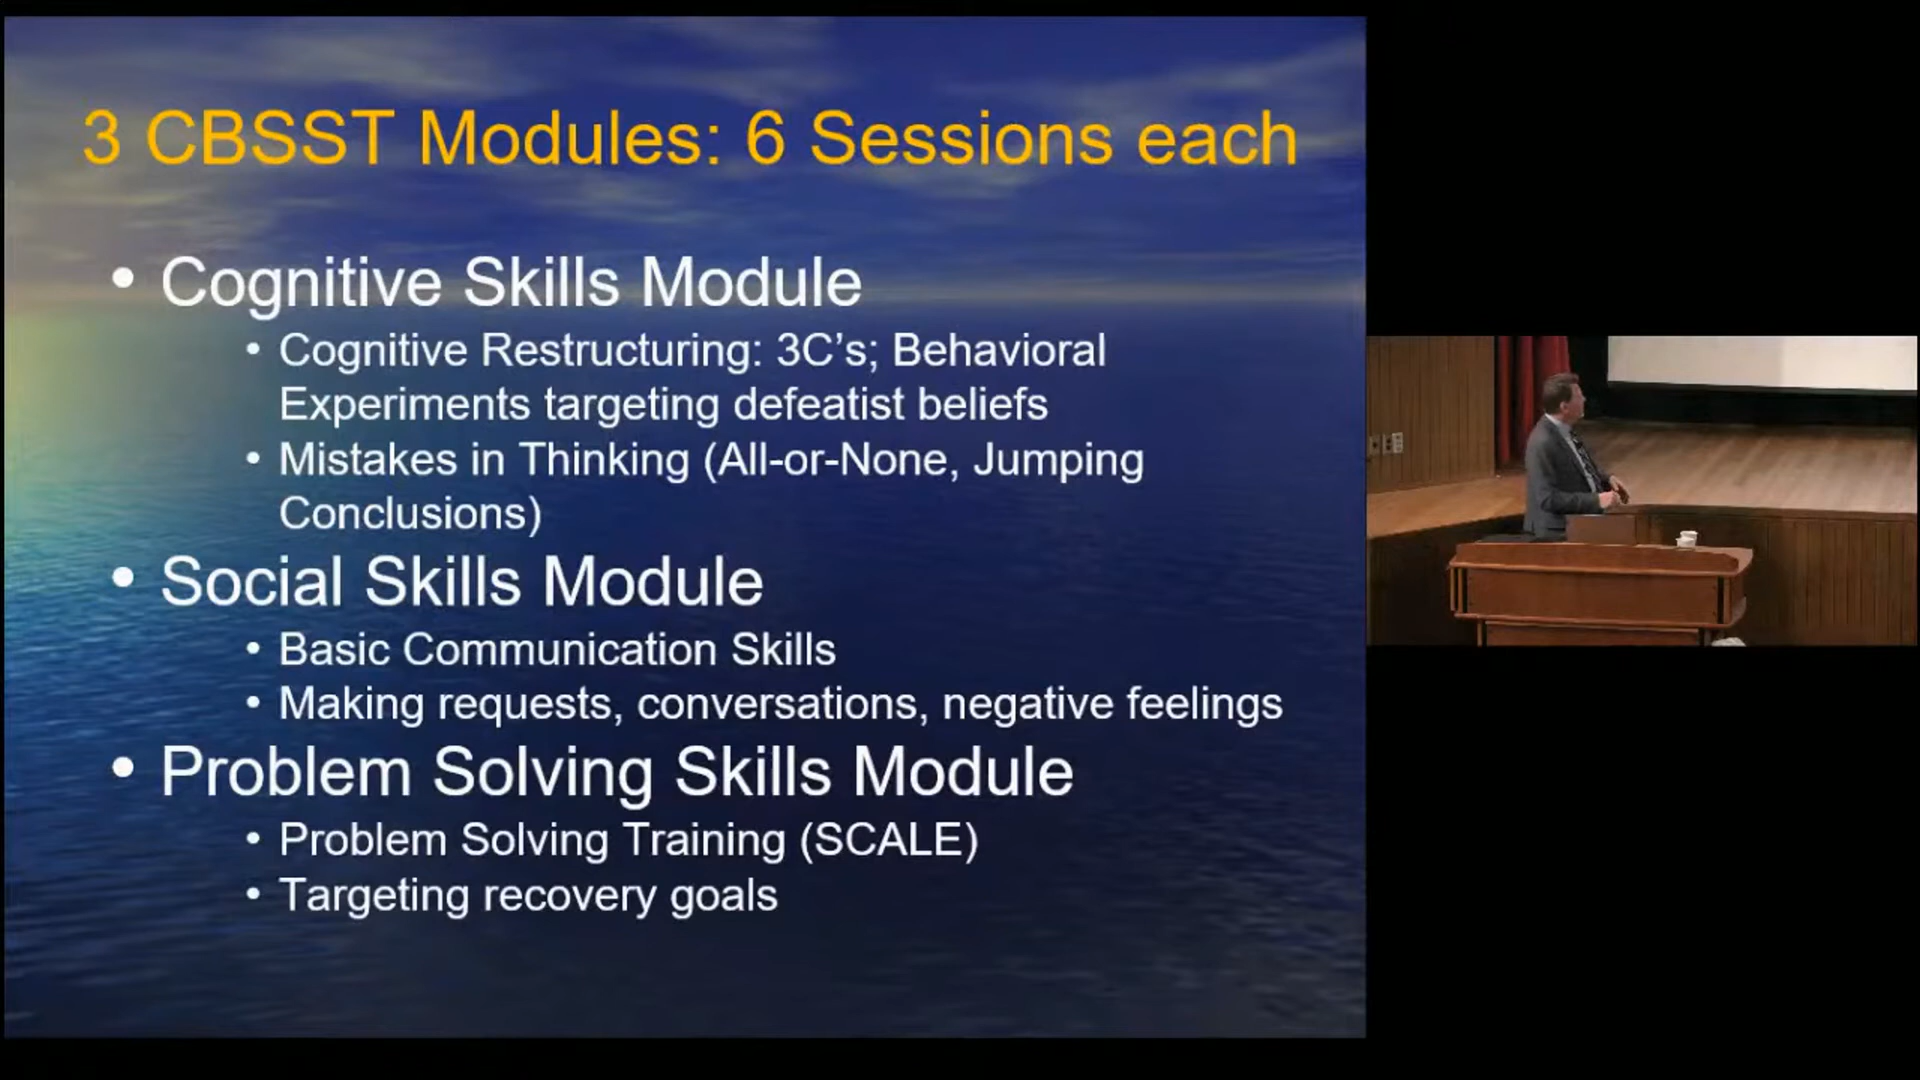 3 CBSST Modules: 6 Sessions each
• Cognitive Skills Module
• Cognitive Restructuring: 3C’s; Behavioral
Experiments targeting defeatist beliefs
• Mistakes in Thinking (All-or-None, Jumping
Conclusions)
• Social Skills Module
• Basic Communication Skills
• Making requests, conversations, negative feelings
• Problem Solving Skills Module
• Problem Solving Training (SCALE)
• Targeting recovery goals